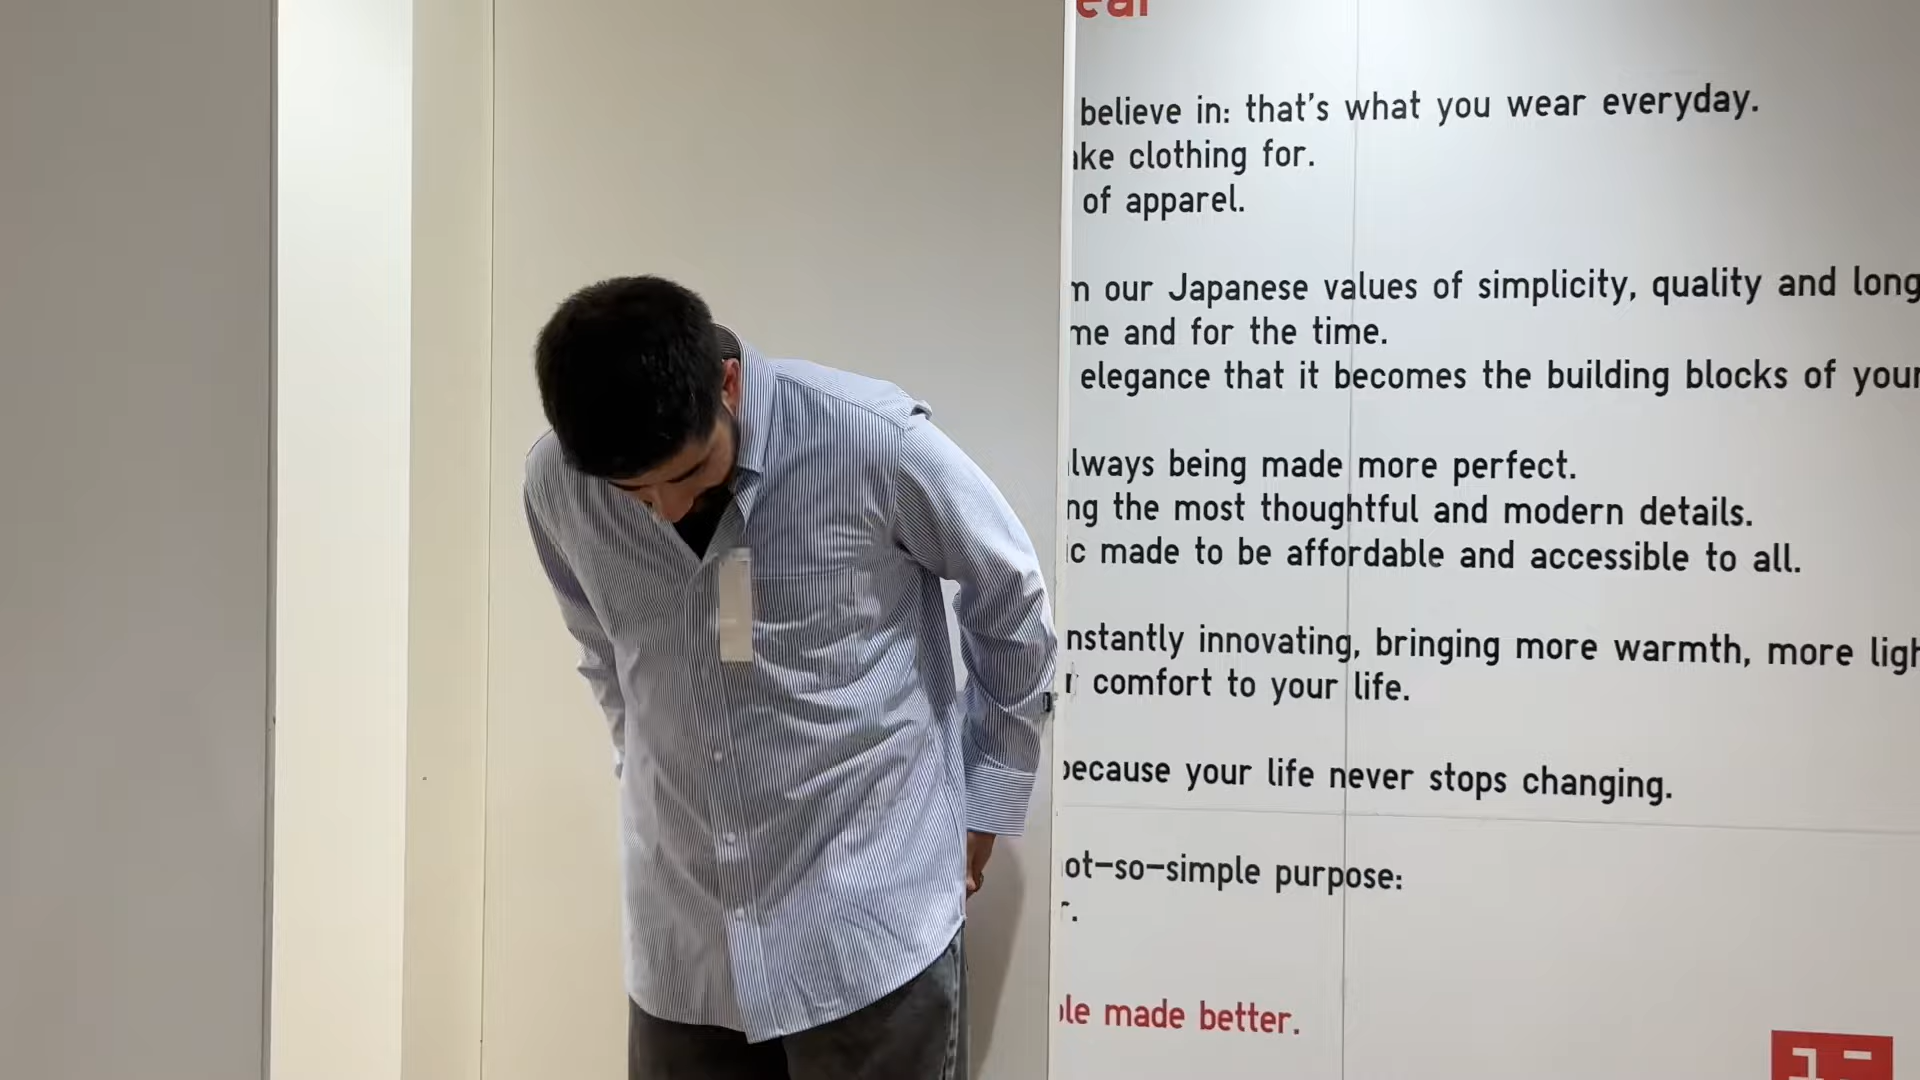 believe in: that's what you wear everyday.
clothing for.
of apparel.
our Japanese values of simplicity, quality and long
and for the time.
elegance that it becomes the building blocks of your
lways being made more perfect.
ng the most thoughtful and modern details.
ic made to be affordable and accessible to all.
nstantly innovating, bringing more warmth, more ligh
comfort to your life.
because your life never stops changing.
ot-so-simple purpose:
r.
ple made better.